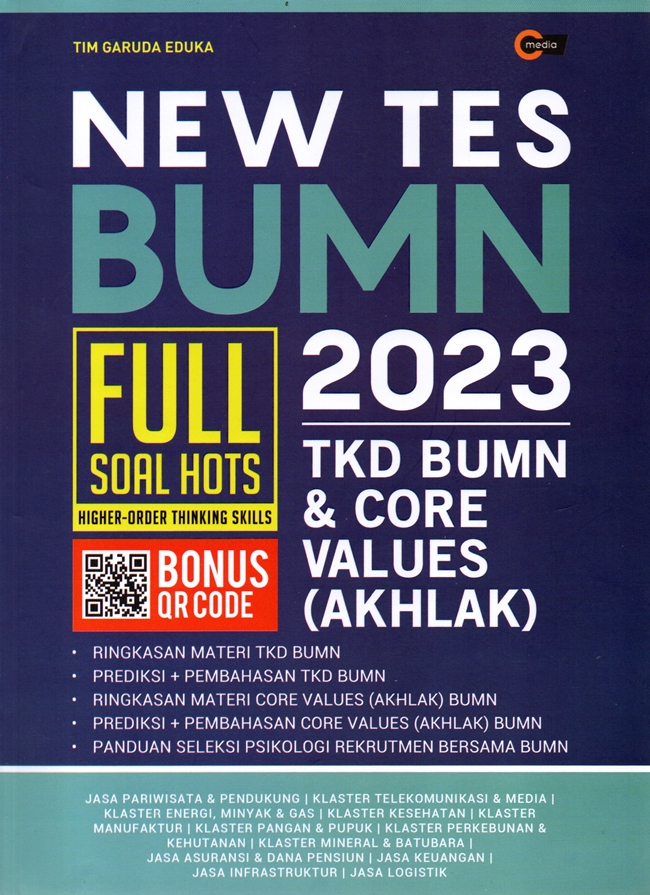 TIM GARUDA EDUKA
media
NEW TES
BUMN
2023
FULL
SOAL HOTS
HIGHER-ORDER THINKING SKILLS
TKD BUMN
& CORE
VALUES
(AKHLAK)
BONUS
QR CODE
• RINGKASAN MATERI TKD BUMN
• PREDIKSI + PEMBAHASAN TKD BUMN
• RINGKASAN MATERI CORE VALUES (AKHLAK) BUMN
• PREDIKSI + PEMBAHASAN CORE VALUES (AKHLAK) BUMN
• PANDUAN SELEKSI PSIKOLOGI REKRUTMEN BERSAMA BUMN
JASA PARIWISATA & PENDUKUNG | KLASTER TELEKOMUNIKASI & MEDIA |
KLASTER ENERGI, MINYAK & GAS | KLASTER KESEHATAN | KLASTER
MANUFAKTUR | KLASTER PANGAN & PUPUK | KLASTER PERKEBUNAN &
KEHUTANAN | KLASTER MINERAL & BATUBARA |
JASA ASURANSI & DANA PENSIUN | JASA KEUANGAN |
JASA INFRASTRUKTUR | JASA LOGISTIK